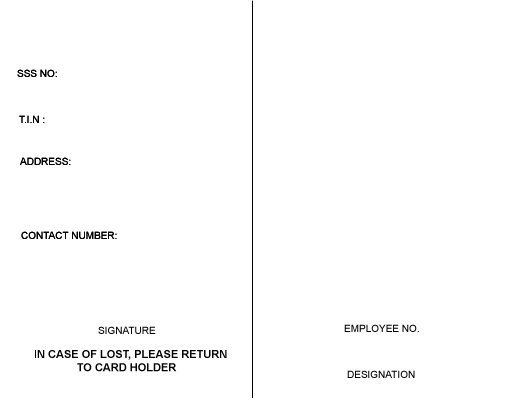 SSS NO:
T.I.N :
ADDRESS:
CONTACT NUMBER:
SIGNATURE
IN CASE OF LOST, PLEASE RETURN
TO CARD HOLDER
EMPLOYEE NO.
DESIGNATION